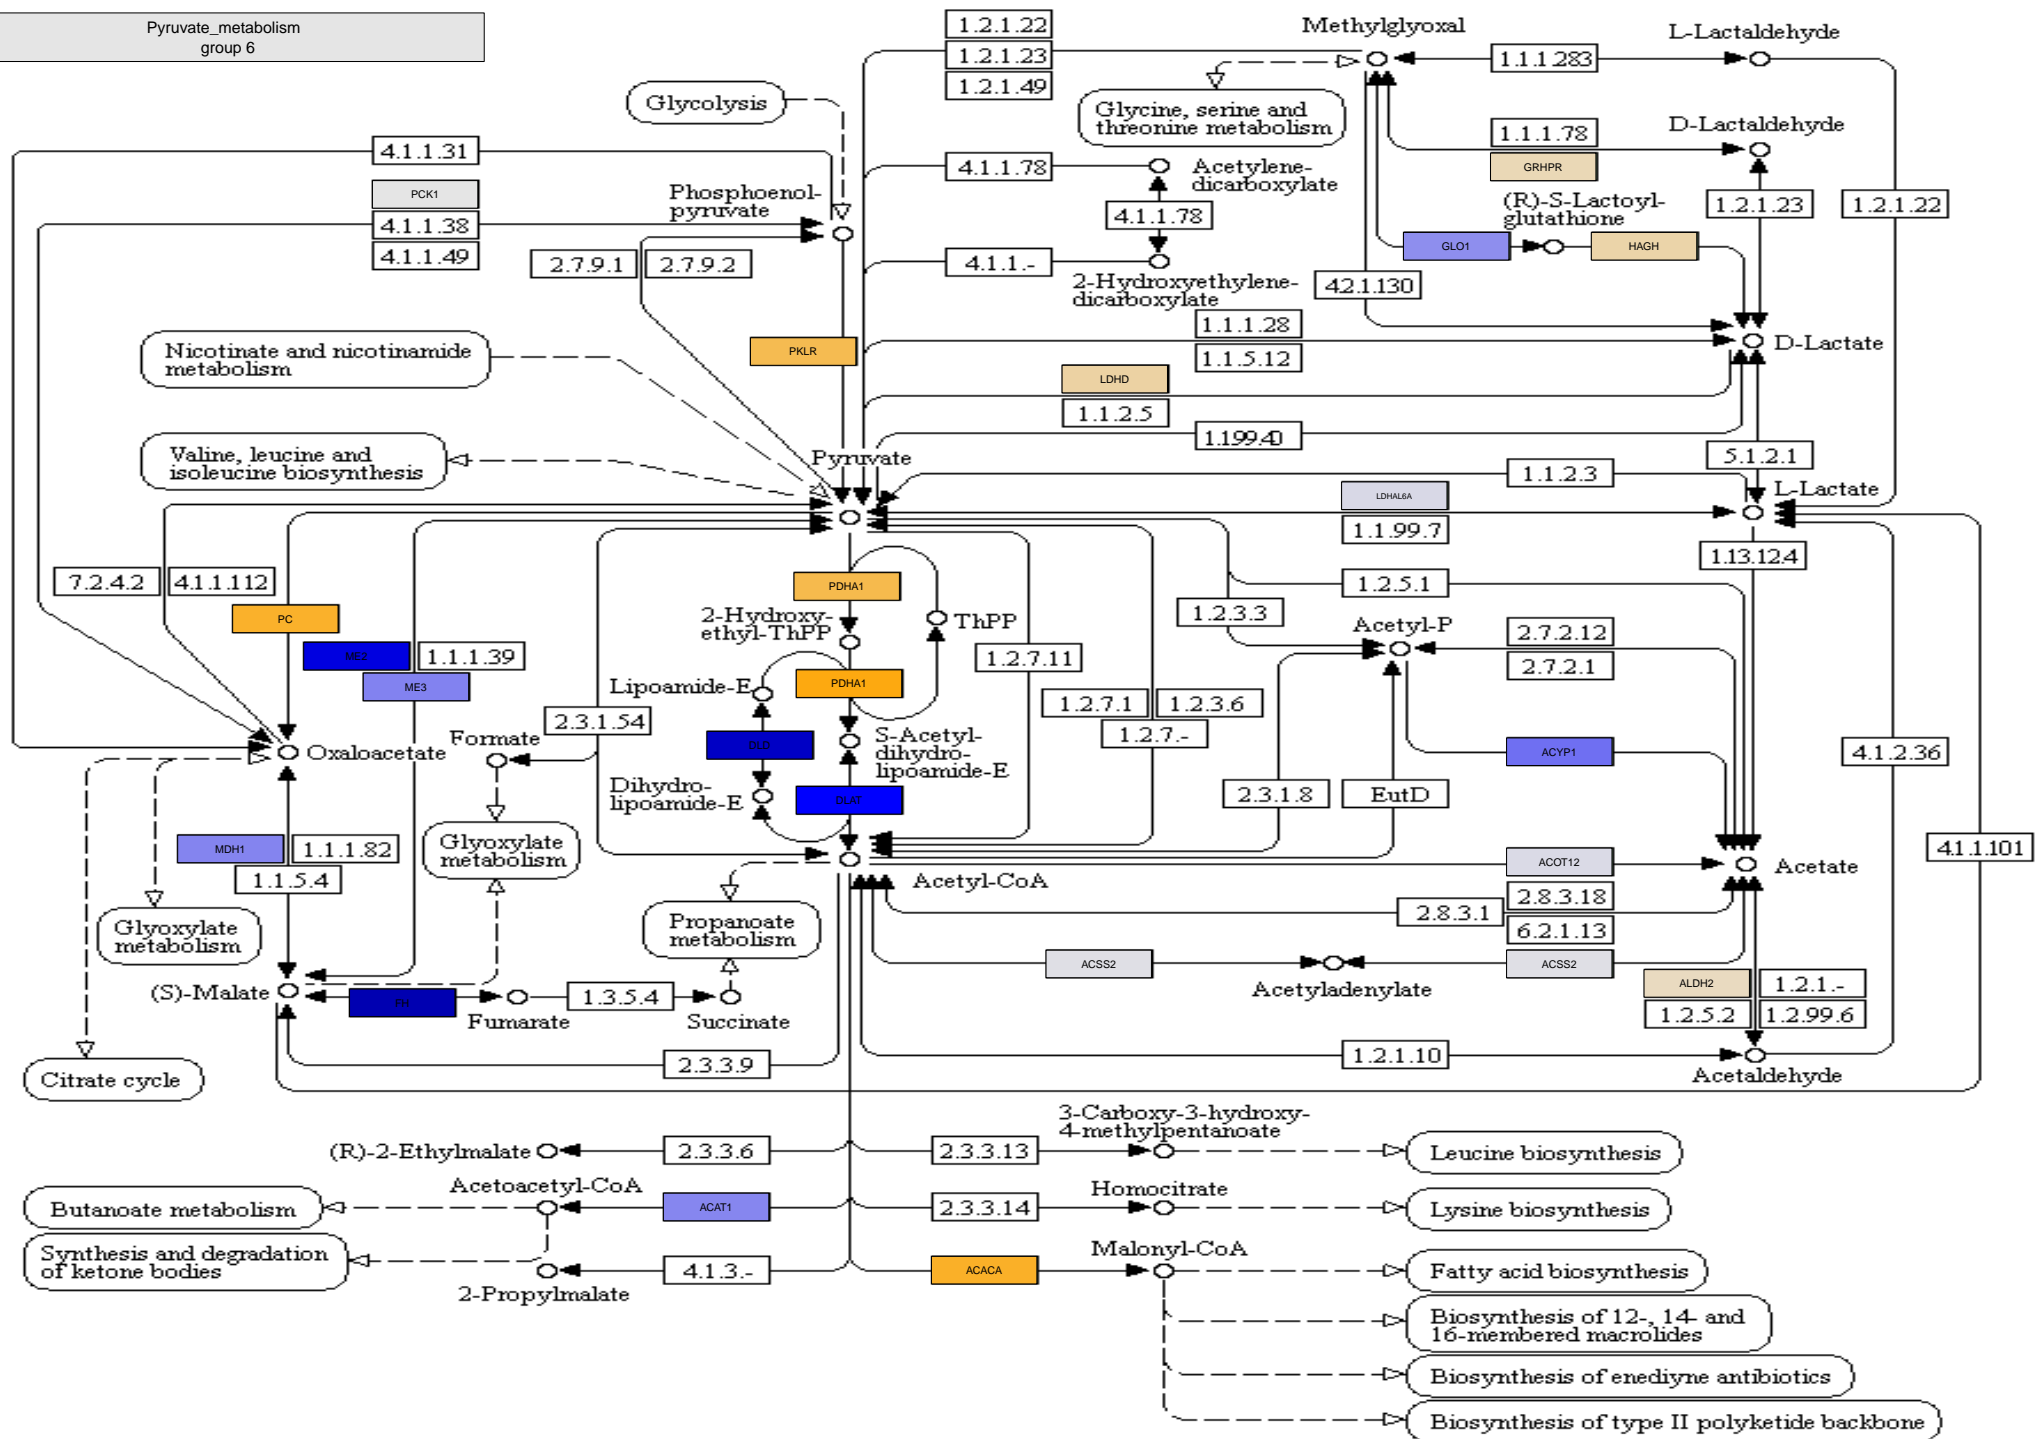 Pyruvate_metabolism
group 6
1.2.1.22
1.2.1.23
1.2.1.49
Methylglyoxal
1.1.1.283
L-Lactaldehyde
Glycolysis
Glycine, serine and
threonine metabolism
1.1.1.78
GRHPR
D-Lactaldehyde
4.1.1.31
PCK1
4.1.1.38
4.1.1.49
Phosphoenol-
pyruvate
4.1.1.78
Acetylene-
dicarboxylate
4.1.1.78
4.1.1.-
2-Hydroxyethylene-
dicarboxylate
(R)-S-Lactoyl-
glutathione
1.2.1.23
1.2.1.22
GLO1
HAGH
2.7.9.1
2.7.9.2
4.2.1.130
Nicotinate and nicotinamide
metabolism
PKLR
1.1.1.28
1.1.5.12
D-Lactate
LDHD
1.1.2.5
1.1.99.40
Valine, leucine and
isoleucine biosynthesis
Pyruvate
5.1.2.1
1.1.2.3
L-Lactate
LDHAL6A
1.1.99.7
1.13.12.4
7.2.4.2
4.1.1.112
PC
ME2
1.1.1.39
ME3
PDHA1
2-Hydroxy-
ethyl-ThPP
ThPP
1.2.5.1
1.2.3.3
Acetyl-P
2.7.2.12
2.7.2.1
1.2.7.11
Lipoamide-E
PDHA1
2.3.1.54
1.2.7.1
1.2.3.6
1.2.7.-
Oxaloacetate
Formate
DLD
S-Acetyl-
dihydro-
lipoamide-E
ACYP1
4.1.2.36
Dihydro-
lipoamide-E
DLAT
2.3.1.8
EutD
MDH1
1.1.1.82
1.1.5.4
Glyoxylate
metabolism
4.1.1.101
Acetyl-CoA
ACOT12
Acetate
2.8.3.18
2.8.3.1
6.2.1.13
Glyoxylate
metabolism
Propanoate
metabolism
ACSS2
Acetyladenylate
ACSS2
ALDH2
1.2.1.-
1.2.5.2
1.2.99.6
(S)-Malate
FH
Fumarate
1.3.5.4
Succinate
2.3.3.9
1.2.1.10
Acetaldehyde
Citrate cycle
(R)-2-Ethylmalate
2.3.3.6
2.3.3.13
3-Carboxy-3-hydroxy-
4-methylpentanoate
Leucine biosynthesis
Butanoate metabolism
Acetoacetyl-CoA
ACAT1
2.3.3.14
Homocitrate
Lysine biosynthesis
Synthesis and degradation
of ketone bodies
4.1.3.-
2-Propylmalate
ACACA
Malonyl-CoA
Fatty acid biosynthesis
Biosynthesis of 12-, 14- and
16-membered macrolides
Biosynthesis of enediyne antibiotics
Biosynthesis of type II polyketide backbone